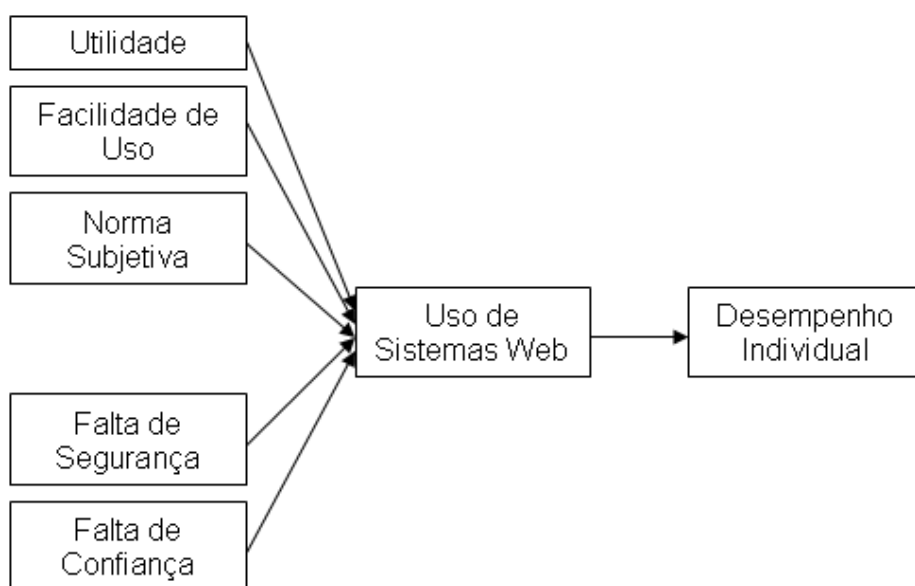 Utilidade
Facilidade de
Uso
Norma
Subjetiva
Uso de
Sistemas Web
Desempenho
Individual
Falta de
Segurança
Falta de
Confiança